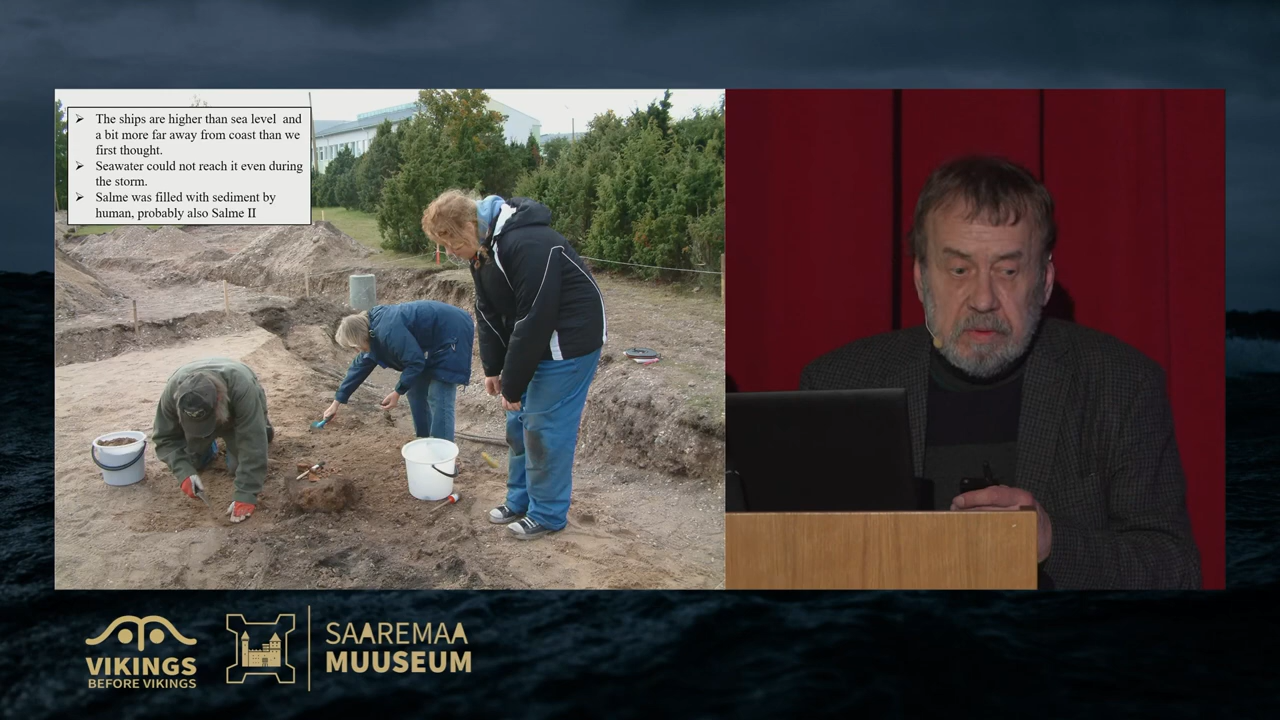 ➢ The ships are higher than sea level and
a bit more far away from coast than we
first thought.
➢ Seawater could not reach it even during
the storm.
➢ Salme was filled with sediment by
human, probably also Salme II
VIKINGS
BEFORE VIKINGS
SAAREMAA
MUUSEUM